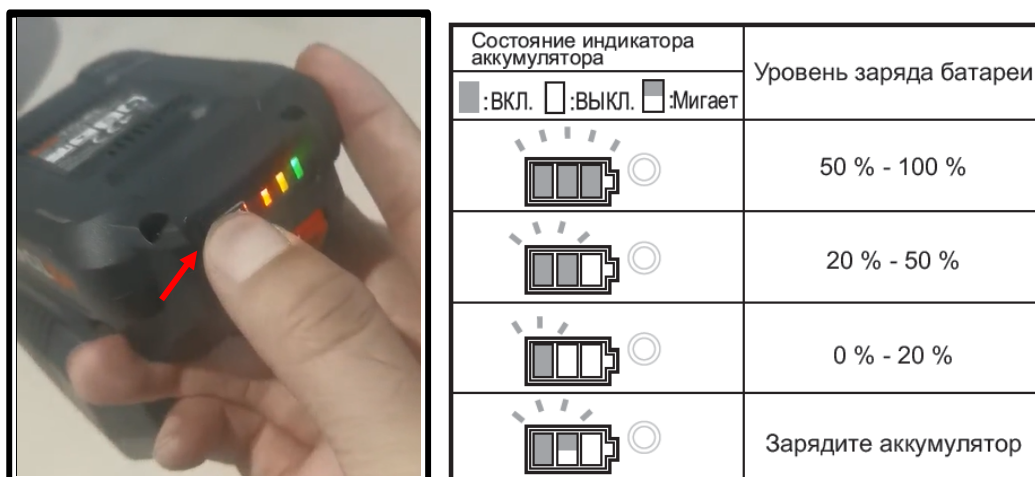 Состояние индикатора
аккумулятора
Уровень заряда батареи
:ВКЛ. :ВЫКЛ. :Мигает
50 % - 100 %
20 % - 50 %
0 % - 20 %
Зарядите аккумулятор